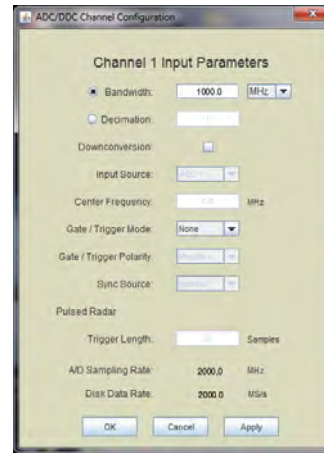 ADC/DDC Channel Configuration
Channel 1 Input Parameters
Bandwidth: 1000.0 MHz
Decimation:
Downconversion:
Input Source:
Center Frequency: MHz
Gate / Trigger Mode: None
Gate / Trigger Polarity:
Sync Source:
Pulsed Radar
Trigger Length: Samples
A/D Sampling Rate: 2000.0 MHz
Disk Data Rate: 2000.0 MS/s
OK Cancel Apply